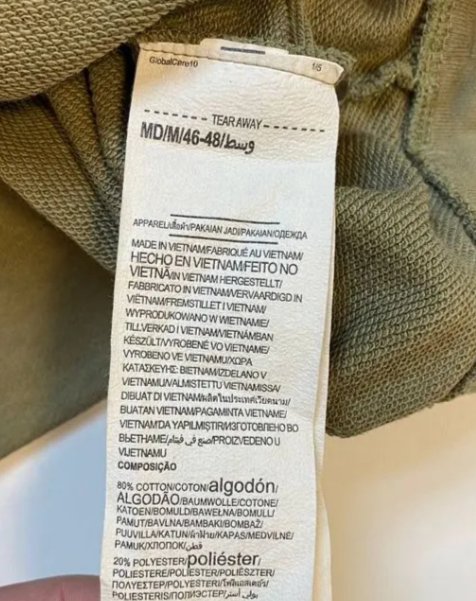 GlobalCare10 1/5
TEAR AWAY
MD/M/46-48/وسط
APPAREL/เสื้อผ้า/PAKAIAN JADI/PAKAIAN/ОДЕЖДА
MADE IN VIETNAM/FABRIQUÉ AU VIETNAM/
HECHO EN VIETNAM/FEITO NO
VIETNÃ/IN VIETNAM HERGESTELLT/
FABBRICATO IN VIETNAM/VERVAARDIGD IN
VIETNAM/FREMSTILLET I VIETNAM/
WYPRODUKOWANO W WIETNAMIE/
TILLVERKAD I VIETNAM/VIETNÁMBAN
KÉSZÜLT/VYROBENÉ VO VIETNAME/
VYROBENO VE VIETNAMU/ΧΩΡΑ
ΚΑΤΑΣΚΕΥΗΣ: ΒΙΕΤΝΑΜ/IZDELANO V
VIETNAMU/VALMISTETTU VIETNAMISSA/
DIBUAT DI VIETNAM/ผลิตในประเทศเวียดนาม/
BUATAN VIETNAM/PAGAMINTA VIETNAME/
VIETNAM'DA YAPILMIŞTIR/ИЗГОТОВЛЕНО ВО
ВЬЕТНАМЕ/صنع في فيتنام/PROIZVEDENO U
VIJETNAMU
COMPOSIÇÃO
80% COTTON/COTON/algodón/
ALGODÃO/BAUMWOLLE/COTONE/
KATOEN/BOMULD/BAWEŁNA/BOMULL/
PAMUT/BAVLNA/ΒΑΜΒΑΚΙ/BOMBAŽ/
PUUVILLA/KATUN/ผ้าฝ้าย/KAPAS/MEDVILNĖ/
PAMUK/ХЛОПОК/قطن
20% POLYESTER/poliéster/
POLIESTERE/POLIESTER/POLIÉSZTER/
ΠΟΛΥΕΣΤΕΡ/POLYESTERI/โพลีเอสเตอร์/
POLIESTERIS/ПОЛИЭСТЕР/بولي أستر